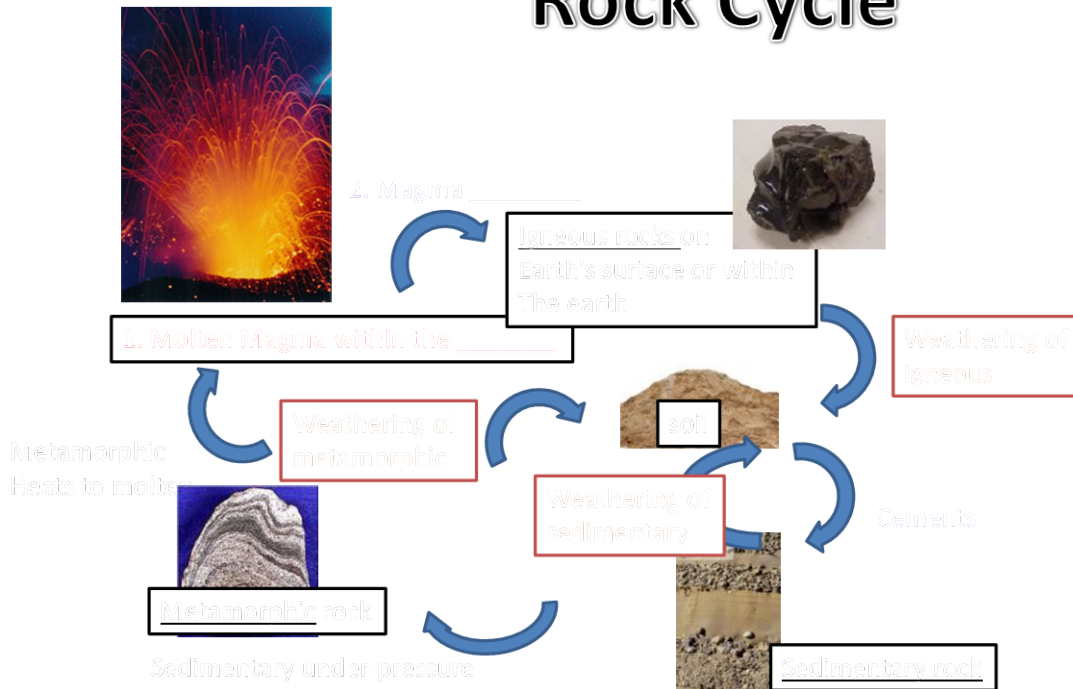 Rock Cycle
2. Magma _________
Igneous rocks on
Earth's surface or within
The earth
1. Molten Magma within the ________
Weathering of
igneous
Weathering of
metamorphic
soil
Metamorphic
Heats to molten
Weathering of
sedimentary
Cements
Metamorphic rock
Sedimentary under pressure
Sedimentary rock